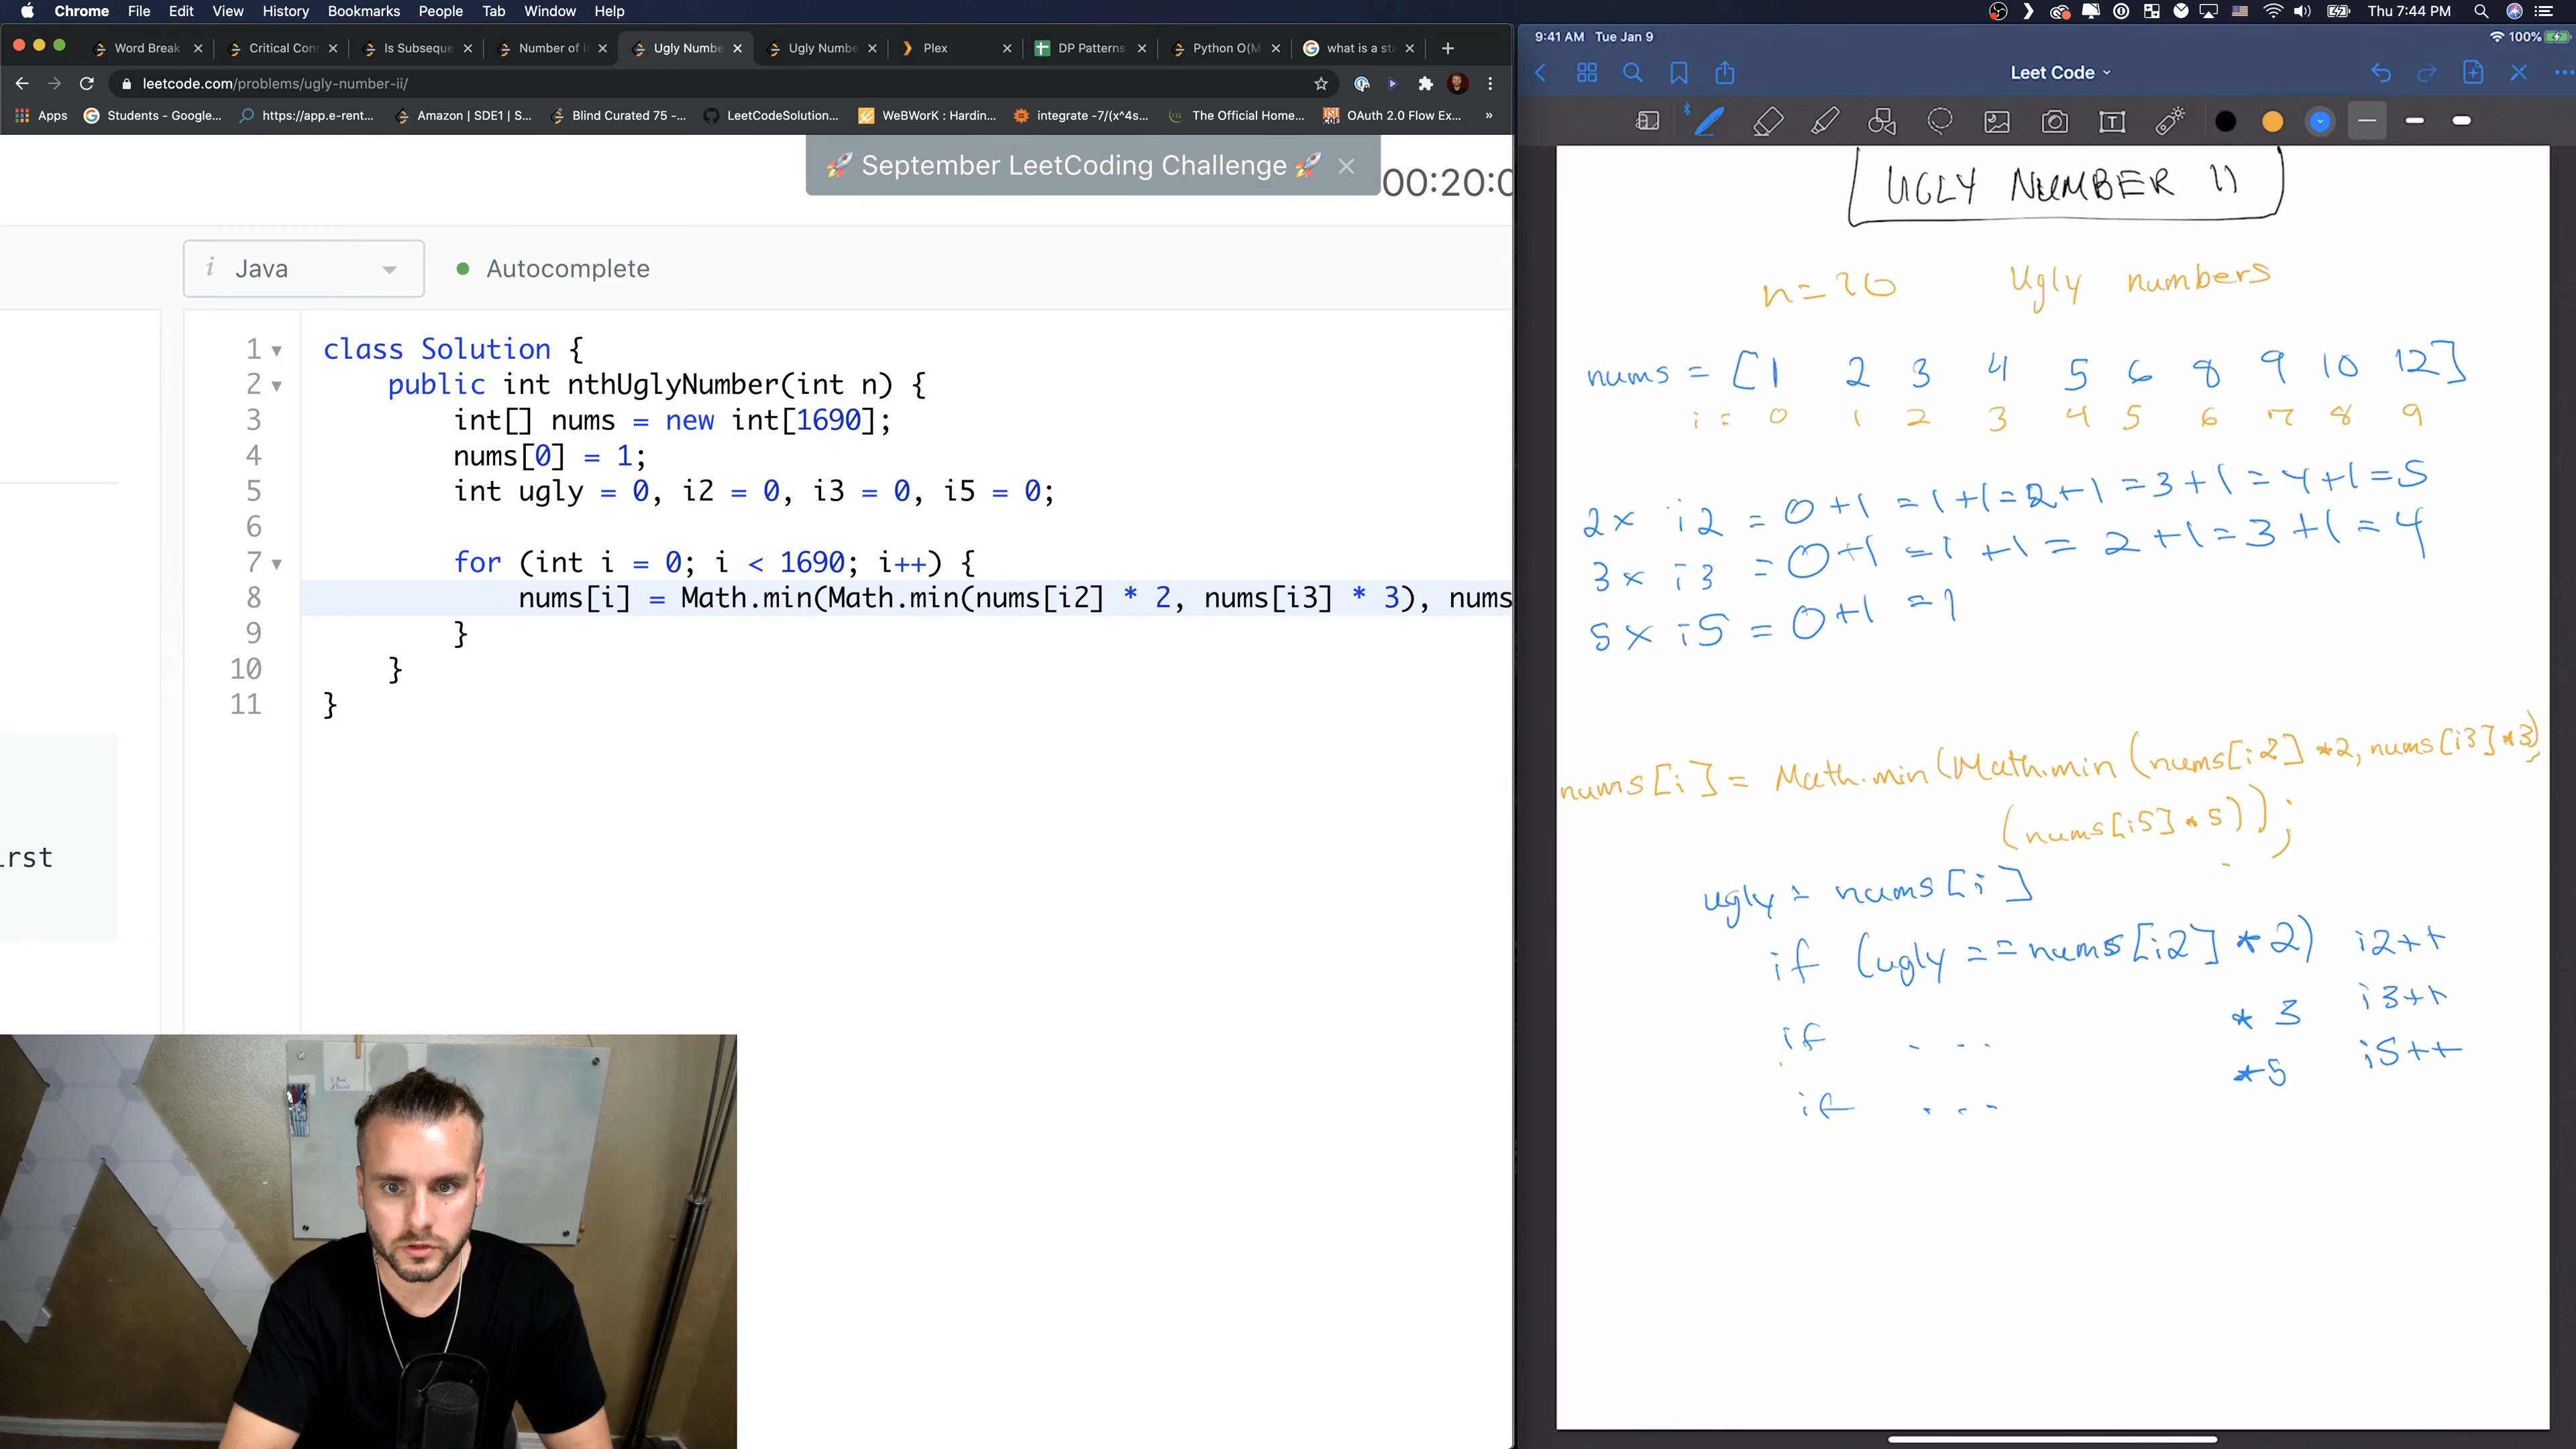 Chrome File Edit View History Bookmarks People Tab Window Help
Thu 7:44 PM
Word Break
Critical Conn
Is Subseque
Number of I
Ugly Numbe
Ugly Numbe
Plex
DP Patterns
Python O(M
what is a sta
leetcode.com/problems/ugly-number-ii/
Apps
Students - Google...
https://app.e-rent...
Amazon | SDE1 | S...
Blind Curated 75 -...
LeetCodeSolution...
WeBWorK : Hardin...
integrate -7/(x^4s...
The Official Home...
OAuth 2.0 Flow Ex...
»
🚀 September LeetCoding Challenge 🚀
00:20:0
i Java
Autocomplete
1 class Solution {
2 public int nthUglyNumber(int n) {
3 int[] nums = new int[1690];
4 nums[0] = 1;
5 int ugly = 0, i2 = 0, i3 = 0, i5 = 0;
6
7 for (int i = 0; i < 1690; i++) {
8 nums[i] = Math.min(Math.min(nums[i2] * 2, nums[i3] * 3), nums
9 }
10 }
11 }
irst
9:41 AM Tue Jan 9
100%
Leet Code
UGLY NUMBER II
n=10 Ugly numbers
nums = [1 2 3 4 5 6 8 9 10 12]
i = 0 1 2 3 4 5 6 7 8 9
2x i2 = 0+1 = 1+1=2+1=3+1=4+1=5
3x i3 = 0+1 =1 +1= 2+1=3+1=4
5x i5 = 0+1 =1
nums[i] = Math.min(Math.min(nums[i2] *2, nums[i3] *3),
(nums[i5] * 5));
ugly = nums[i]
if (ugly == nums[i2] * 2) i2++
if ... * 3 i3++
if ... *5 i5++